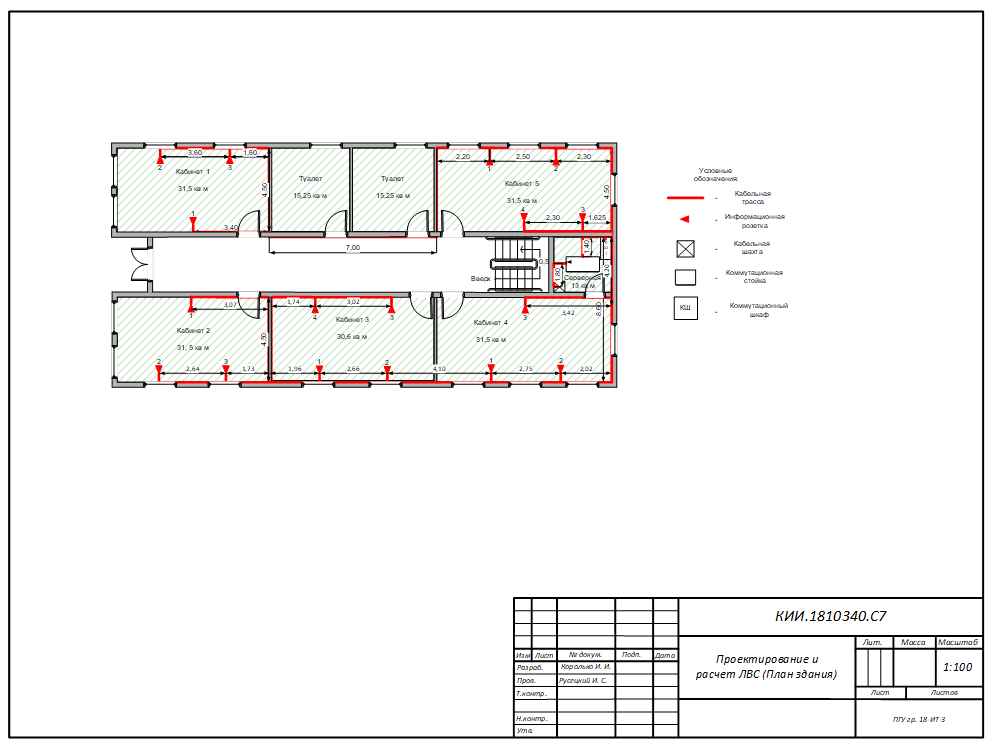 3,60
1,60
2
3
Кабинет 1
31,5 кв м
4,50
1
3,40
Туалет
15,25 кв м
Туалет
15,25 кв м
2,20
2,50
2,30
1
2
Кабинет 5
31,5 кв м
4,50
4
3
2,30
1,625
7,00
Вверх
0,5
1,40
1,80
4,20
Серверная
13 кв м
3,07
1
Кабинет 2
31, 5 кв м
4,50
2
3
2,64
1,73
1,74
3,02
4
3
Кабинет 3
30,6 кв м
1
2
1,96
2,66
4,10
3
3,42
8,60
Кабинет 4
31,5 кв м
1
2
2,75
2,02
Условные
обозначения:
- Кабельная
трасса
- Информационная
розетка
- Кабельная
шахта
- Коммутационная
стойка
КШ
- Коммутационный
шкаф
КИИ.1810340.С7
Изм
Лист
№ докум.
Подп.
Дата
Разраб.
Королько И. И.
Пров.
Русецкий И. С.
Т.контр.
Н.контр.
Утв.
Проектирование и
расчет ЛВС (План здания)
Лит.
Масса
Масштаб
1:100
Лист
Листов
ПГУ гр. 18-ИТ 3